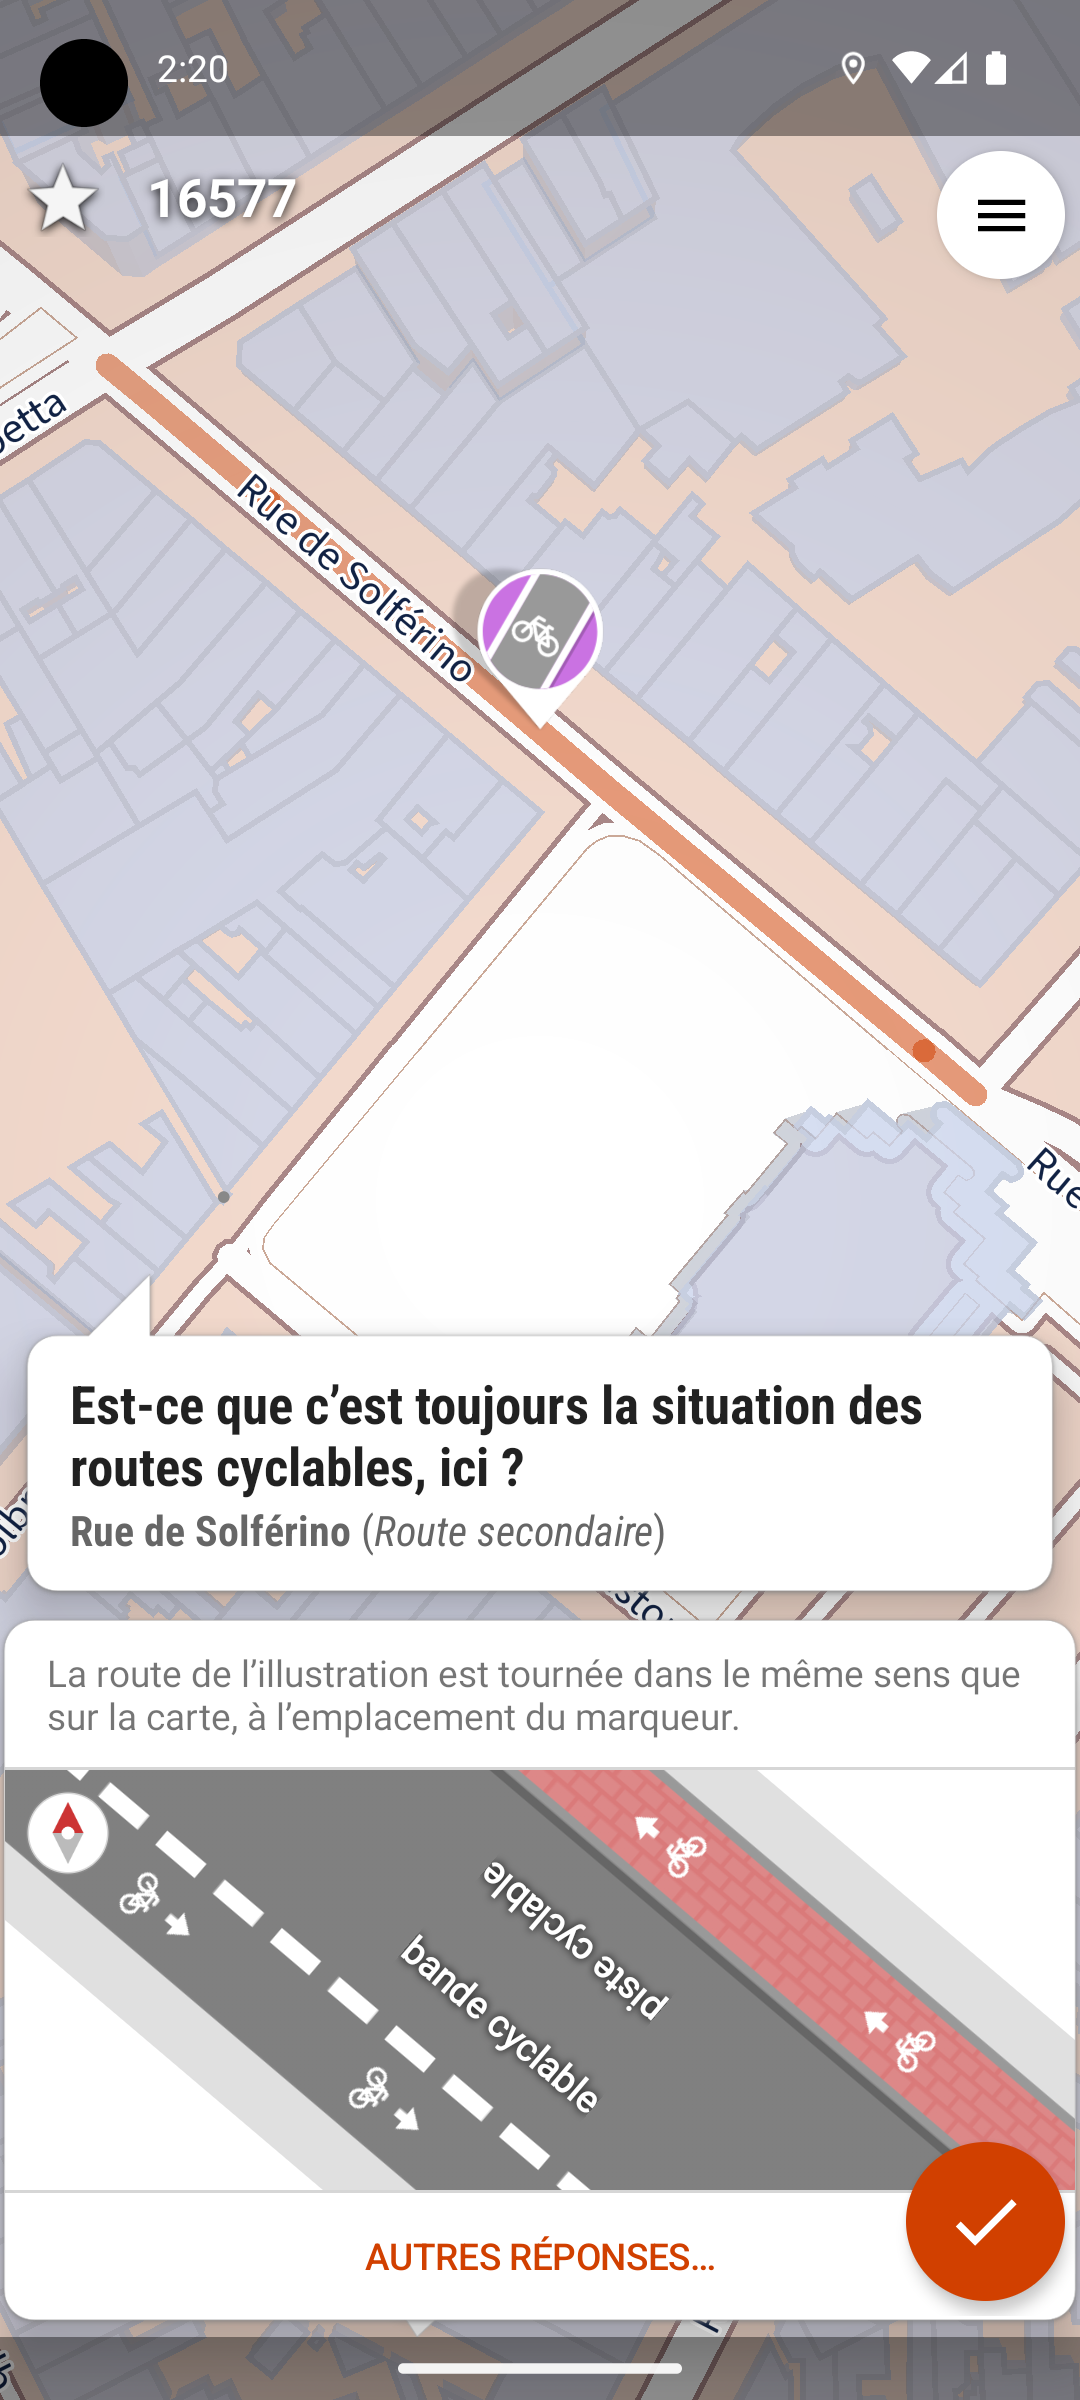 2:20
16577
Rue de Solférino
Rue
Est-ce que c’est toujours la situation des
routes cyclables, ici ?
Rue de Solférino (Route secondaire)
La route de l’illustration est tournée dans le même sens que
sur la carte, à l’emplacement du marqueur.
piste cyclable
bande cyclable
AUTRES RÉPONSES…